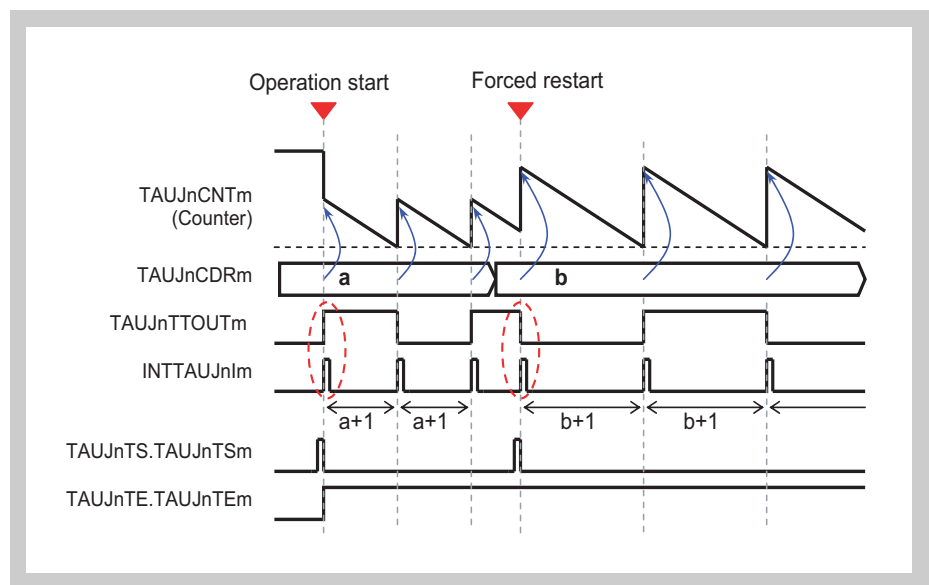 Operation start
Forced restart
TAUJnCNTm
(Counter)
TAUJnCDRm
a
b
TAUJnTTOUTm
INTTAUJnIm
a+1
a+1
b+1
b+1
TAUJnTS.TAUJnTSm
TAUJnTE.TAUJnTEm